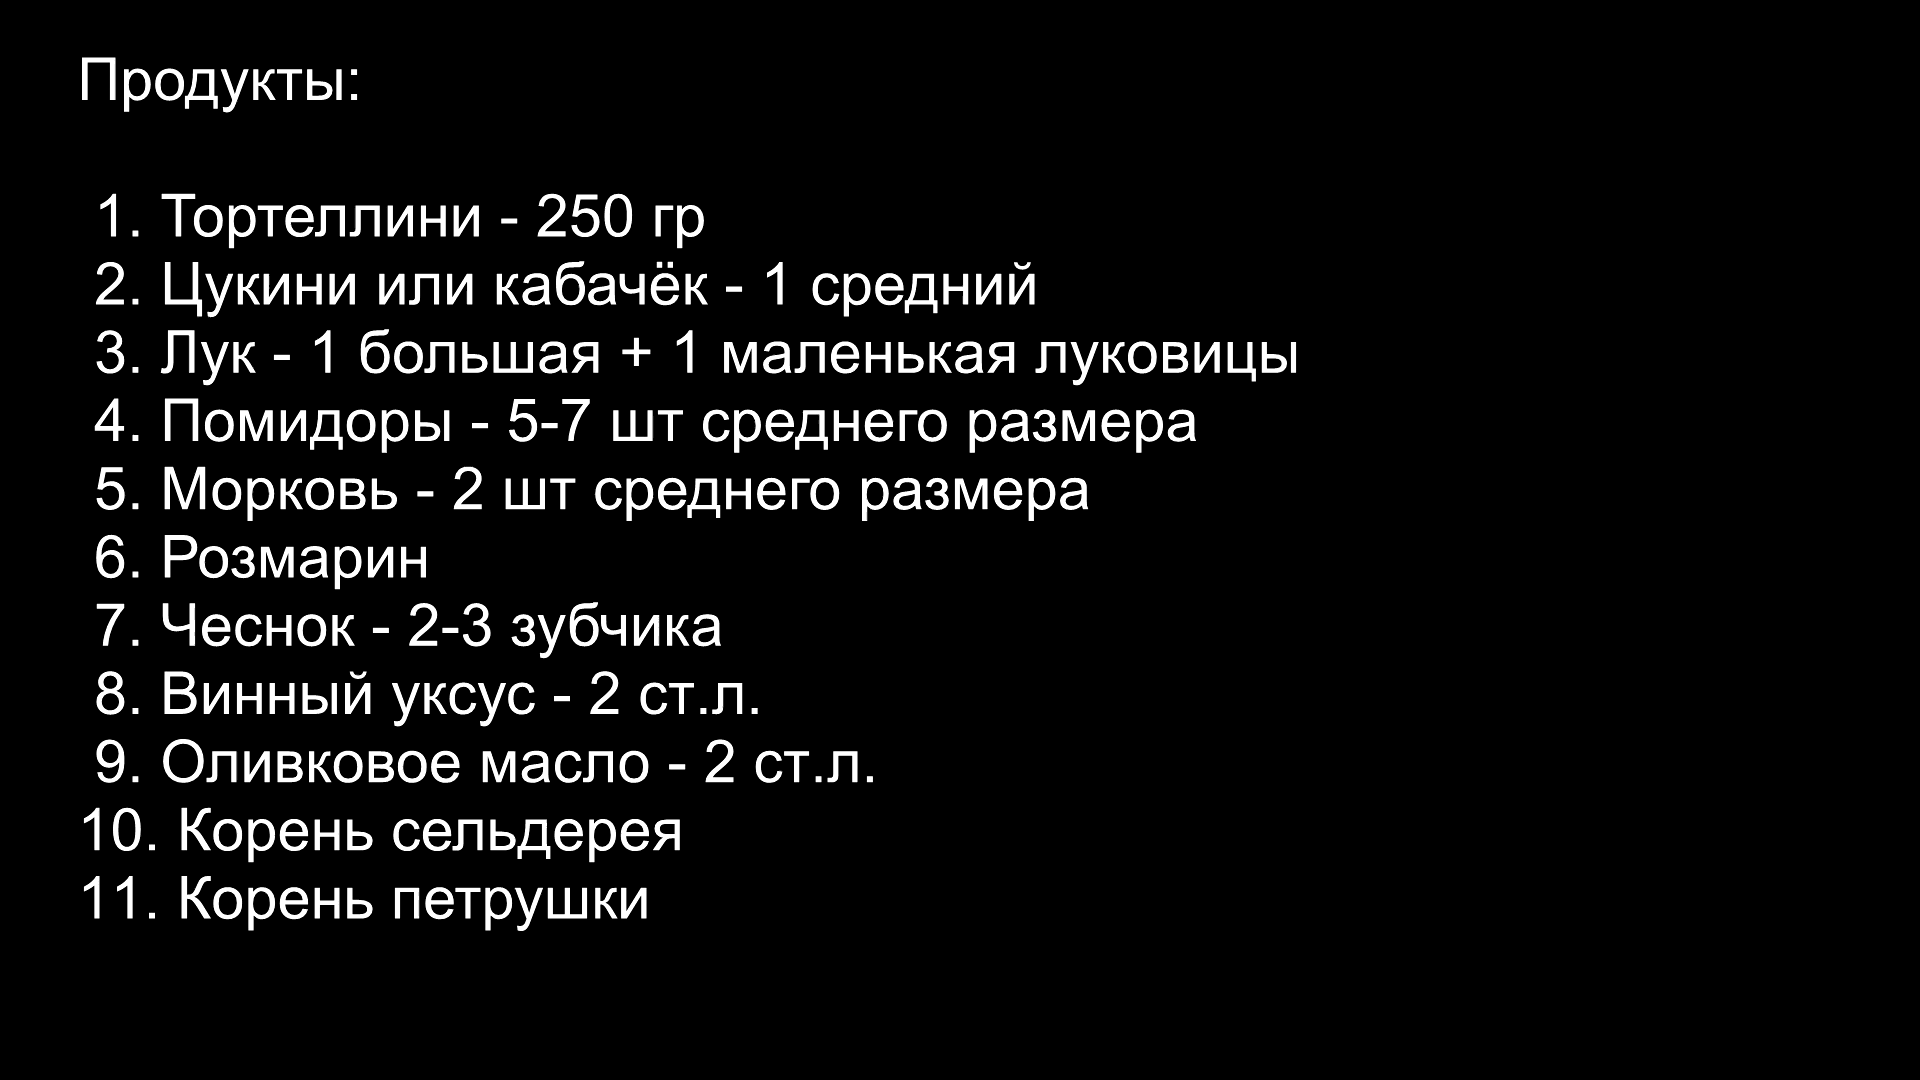 Продукты:
1. Тортеллини - 250 гр
2. Цукини или кабачёк - 1 средний
3. Лук - 1 большая + 1 маленькая луковицы
4. Помидоры - 5-7 шт среднего размера
5. Морковь - 2 шт среднего размера
6. Розмарин
7. Чеснок - 2-3 зубчика
8. Винный уксус - 2 ст.л.
9. Оливковое масло - 2 ст.л.
10. Корень сельдерея
11. Корень петрушки